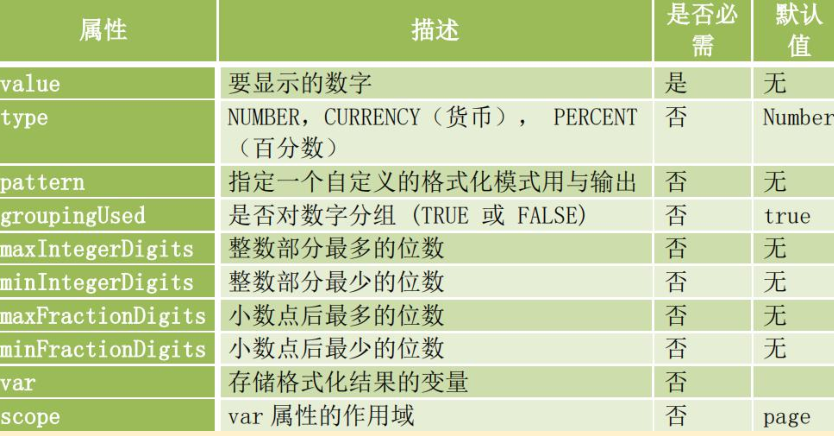 属性 描述 是否必需 默认值
value 要显示的数字 是 无
type NUMBER，CURRENCY（货币）， PERCENT 否 Number
（百分数）
pattern 指定一个自定义的格式化模式用与输出 否 无
groupingUsed 是否对数字分组 (TRUE 或 FALSE) 否 true
maxIntegerDigits 整数部分最多的位数 否 无
minIntegerDigits 整数部分最少的位数 否 无
maxFractionDigits 小数点后最多的位数 否 无
minFractionDigits 小数点后最少的位数 否 无
var 存储格式化结果的变量 否
scope var 属性的作用域 否 page